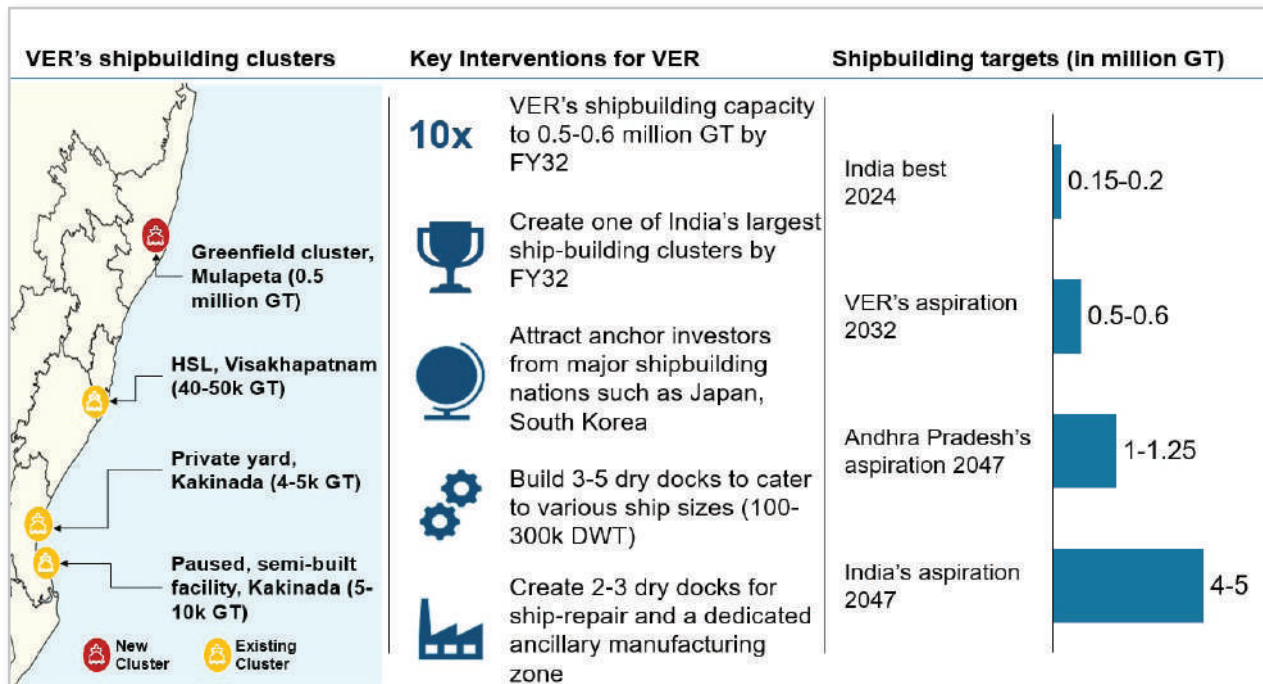 VER's shipbuilding clusters
Greenfield cluster,
Mulapeta (0.5
million GT)
HSL, Visakhapatnam
(40-50k GT)
Private yard,
Kakinada (4-5k GT)
Paused, semi-built
facility, Kakinada (5-
10k GT)
New
Cluster
Existing
Cluster
Key Interventions for VER
10x
VER's shipbuilding capacity
to 0.5-0.6 million GT by
FY32
Create one of India's largest
ship-building clusters by
FY32
Attract anchor investors
from major shipbuilding
nations such as Japan,
South Korea
Build 3-5 dry docks to cater
to various ship sizes (100-
300k DWT)
Create 2-3 dry docks for
ship-repair and a dedicated
ancillary manufacturing
zone
Shipbuilding targets (in million GT)
India best
2024
0.15-0.2
VER's aspiration
2032
0.5-0.6
Andhra Pradesh's
aspiration 2047
1-1.25
India's aspiration
2047
4-5